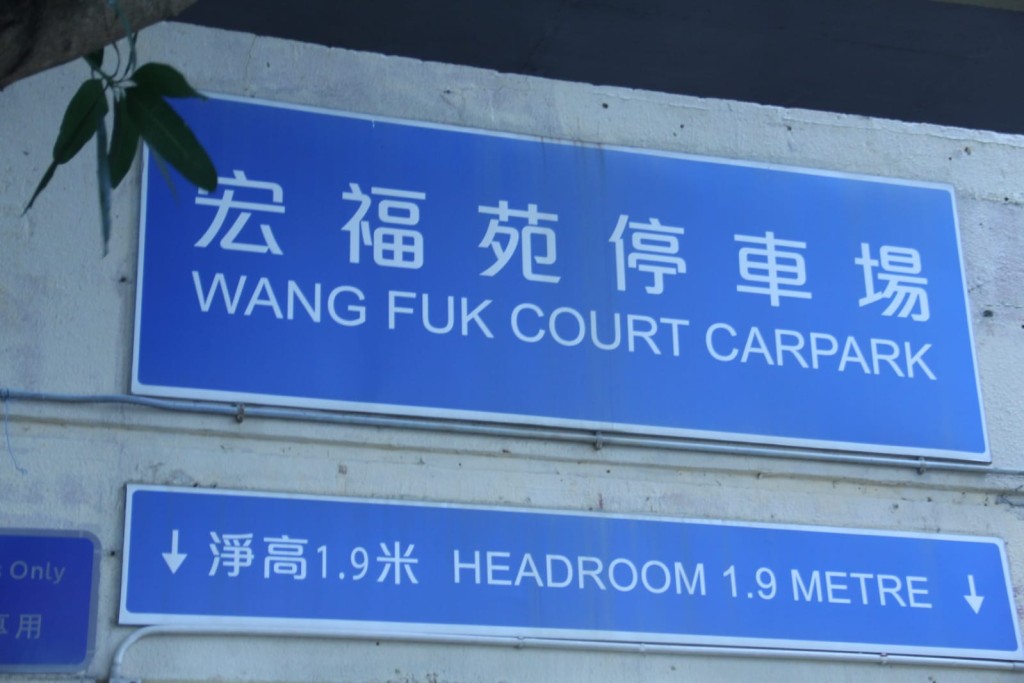 宏福苑停車場
WANG FUK COURT CARPARK
↓ 淨高1.9米 HEADROOM 1.9 METRE ↓
Only
專用